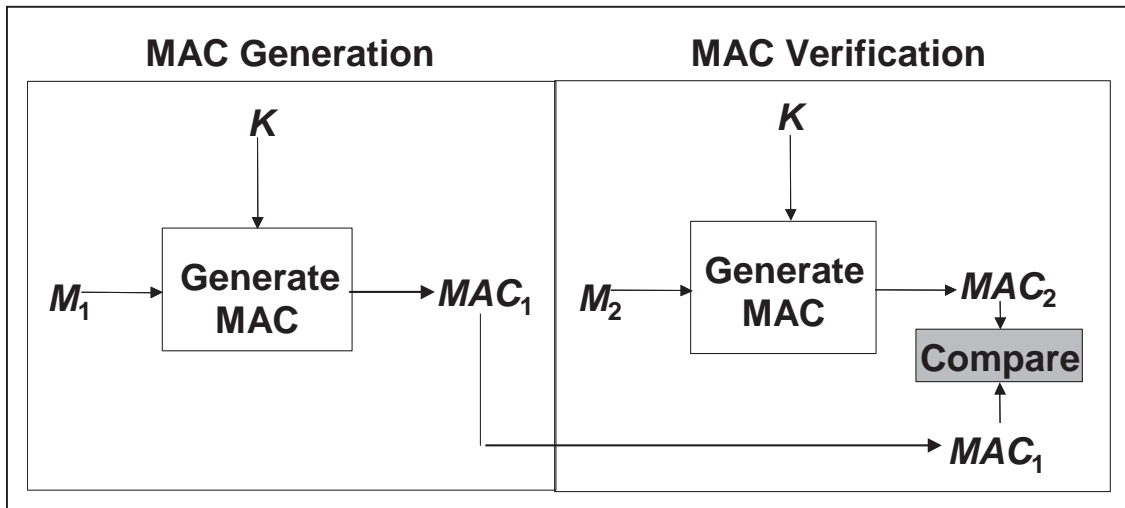 MAC Generation
K
M₁
Generate
MAC
MAC₁
MAC Verification
K
M₂
Generate
MAC
MAC₂
Compare
MAC₁